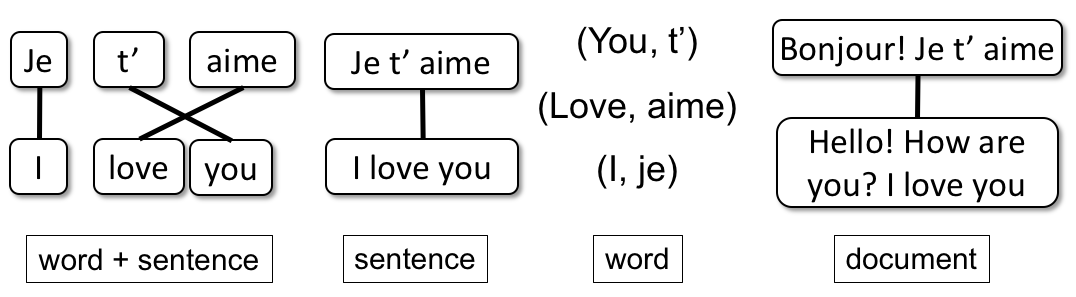 Je t’ aime
I love you
word + sentence
Je t’ aime
I love you
sentence
(You, t’)
(Love, aime)
(I, je)
word
Bonjour! Je t’ aime
Hello! How are
you? I love you
document